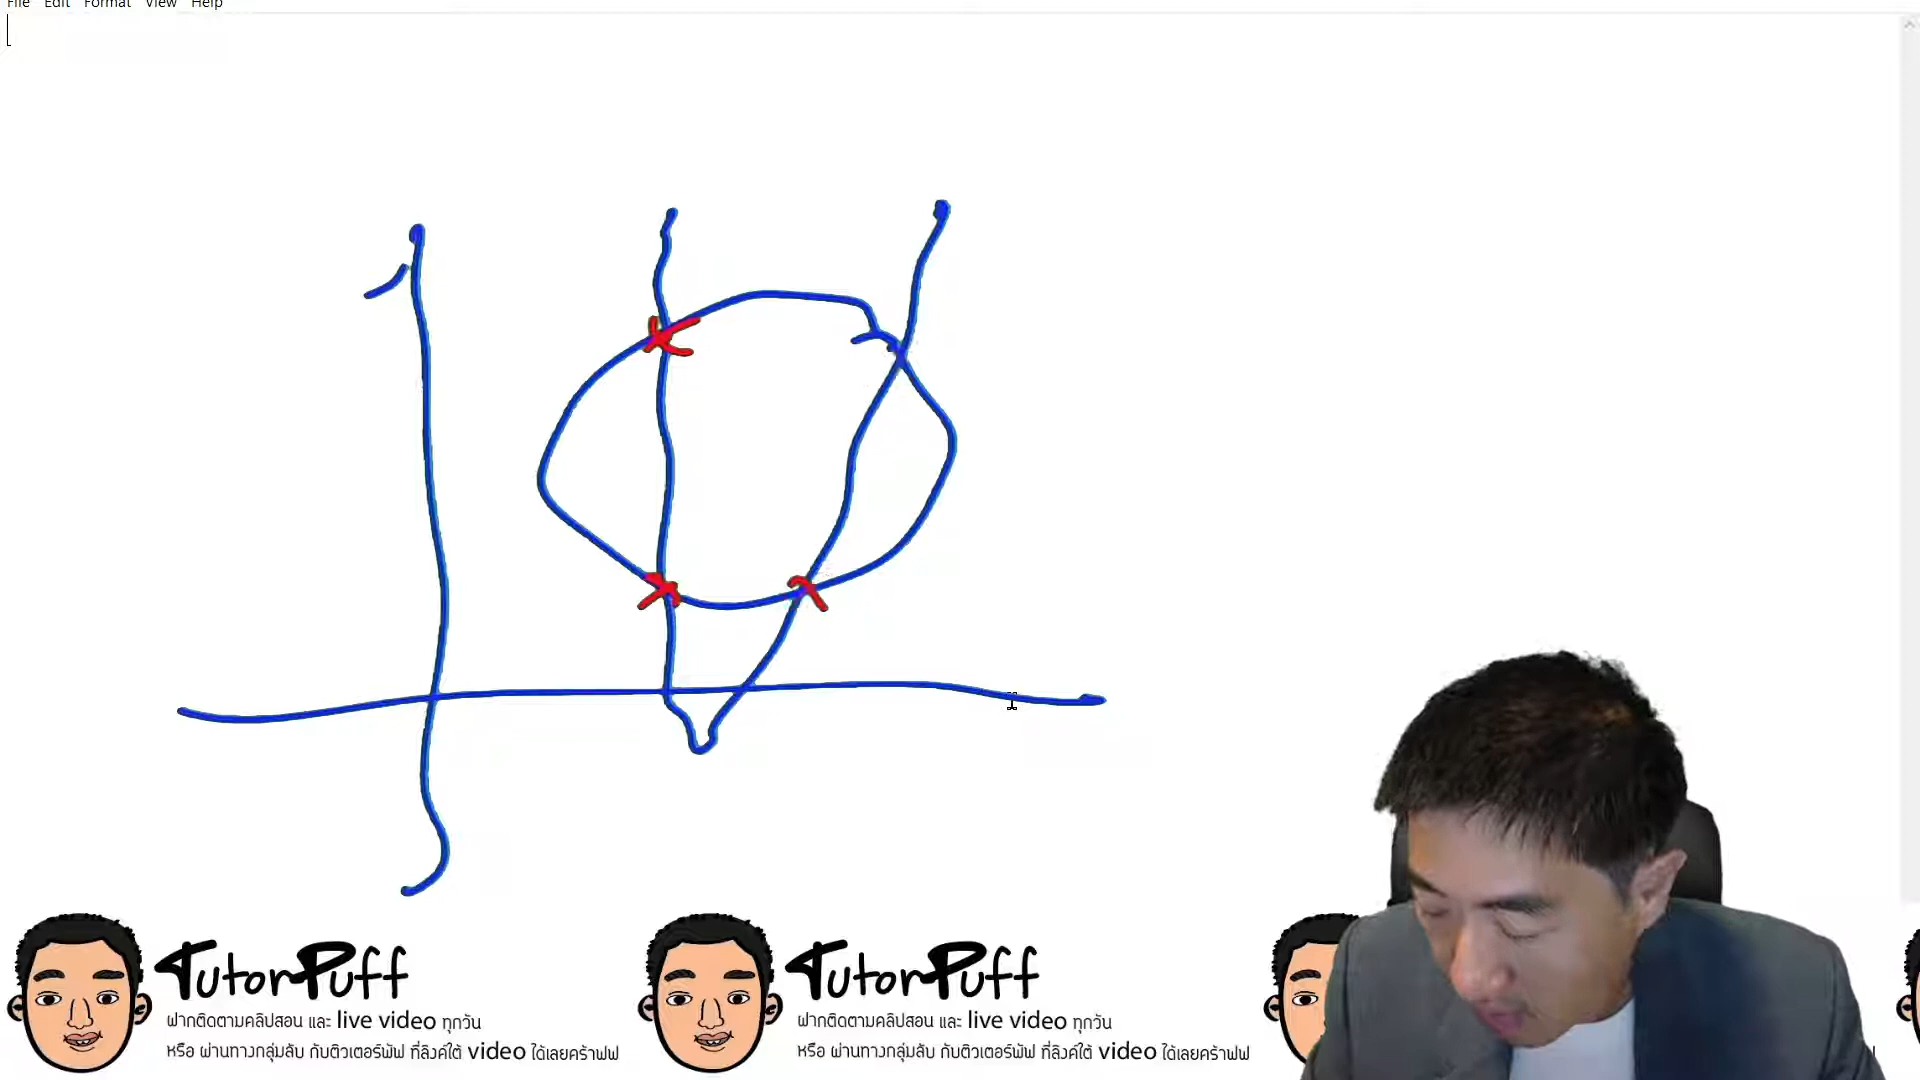 File Edit Format View Help
TutorPuff
ฝากติดตามคลิปสอน และ live video ทุกวัน
หรือ ผ่านทางกลุ่มลับ กับติวเตอร์พัฟ ที่ลิงค์ใต้ video ได้เลยคร้าฟฟ
TutorPuff
ฝากติดตามคลิปสอน และ live video ทุกวัน
หรือ ผ่านทางกลุ่มลับ กับติวเตอร์พัฟ ที่ลิงค์ใต้ video ได้เลยคร้าฟฟ